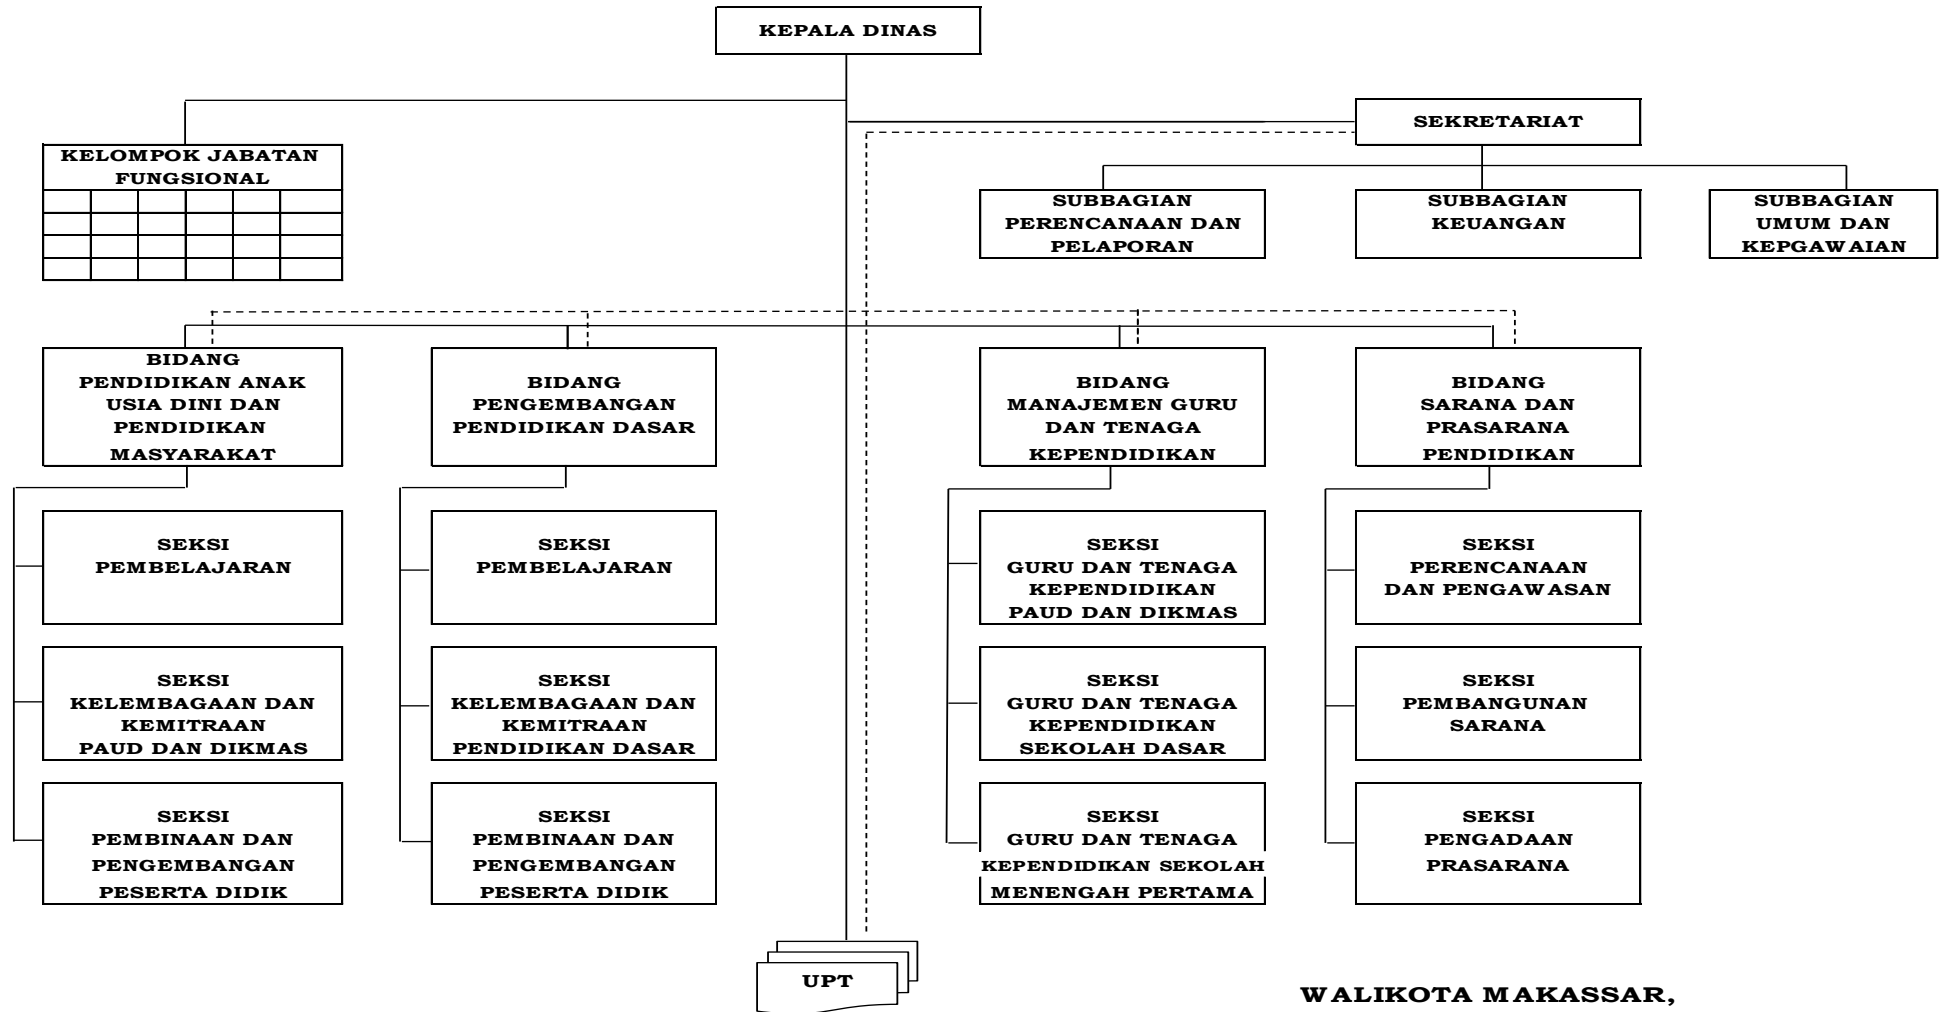 KEPALA DINAS
SEKRETARIAT
KELOMPOK JABATAN
FUNGSIONAL
SUBBAGIAN
PERENCANAAN DAN
PELAPORAN
SUBBAGIAN
KEUANGAN
SUBBAGIAN
UMUM DAN
KEPGAWAIAN
BIDANG
PENDIDIKAN ANAK
USIA DINI DAN
PENDIDIKAN
MASYARAKAT
BIDANG
PENGEMBANGAN
PENDIDIKAN DASAR
BIDANG
MANAJEMEN GURU
DAN TENAGA
KEPENDIDIKAN
BIDANG
SARANA DAN
PRASARANA
PENDIDIKAN
SEKSI
PEMBELAJARAN
SEKSI
PEMBELAJARAN
SEKSI
GURU DAN TENAGA
KEPENDIDIKAN
PAUD DAN DIKMAS
SEKSI
PERENCANAAN
DAN PENGAWASAN
SEKSI
KELEMBAGAAN DAN
KEMITRAAN
PAUD DAN DIKMAS
SEKSI
KELEMBAGAAN DAN
KEMITRAAN
PENDIDIKAN DASAR
SEKSI
GURU DAN TENAGA
KEPENDIDIKAN
SEKOLAH DASAR
SEKSI
PEMBANGUNAN
SARANA
SEKSI
PEMBINAAN DAN
PENGEMBANGAN
PESERTA DIDIK
SEKSI
PEMBINAAN DAN
PENGEMBANGAN
PESERTA DIDIK
SEKSI
GURU DAN TENAGA
KEPENDIDIKAN SEKOLAH
MENENGAH PERTAMA
SEKSI
PENGADAAN
PRASARANA
UPT
WALIKOTA MAKASSAR,